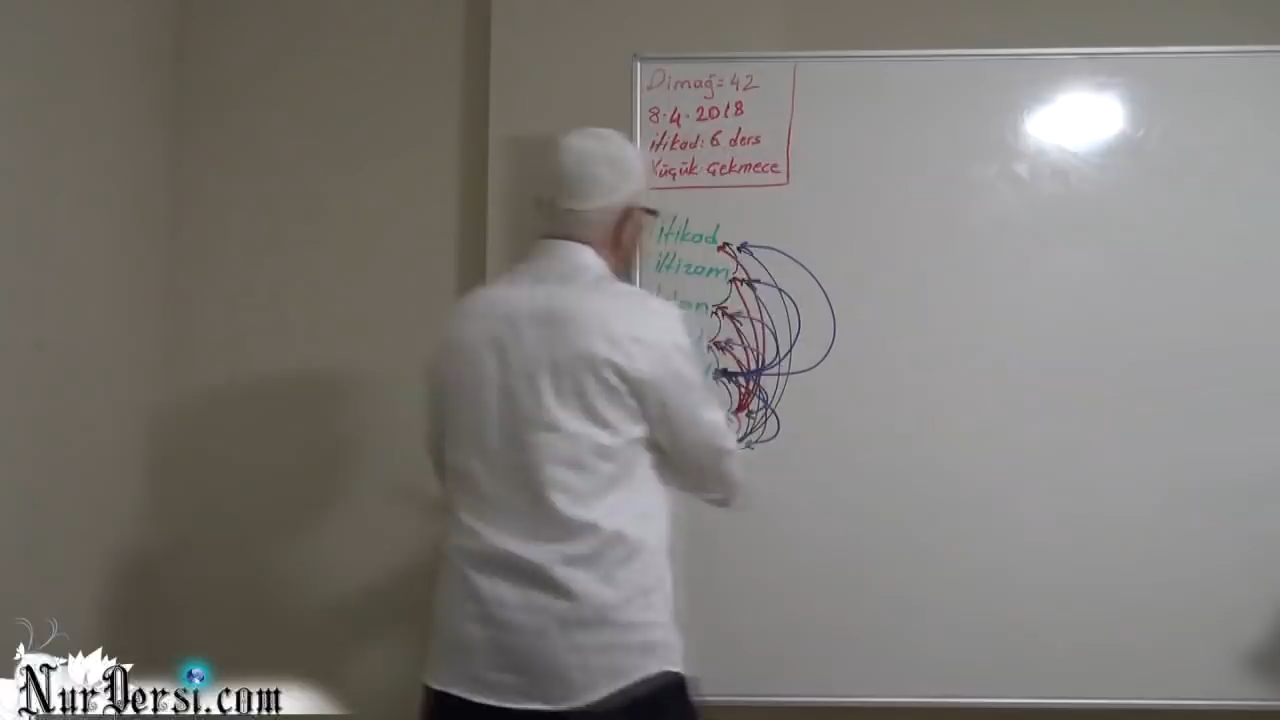 Dimağ = 42
8.4.2018
itikad: 6 ders
Küçük Çekmece
itikad
iltizam
NurDersi.com